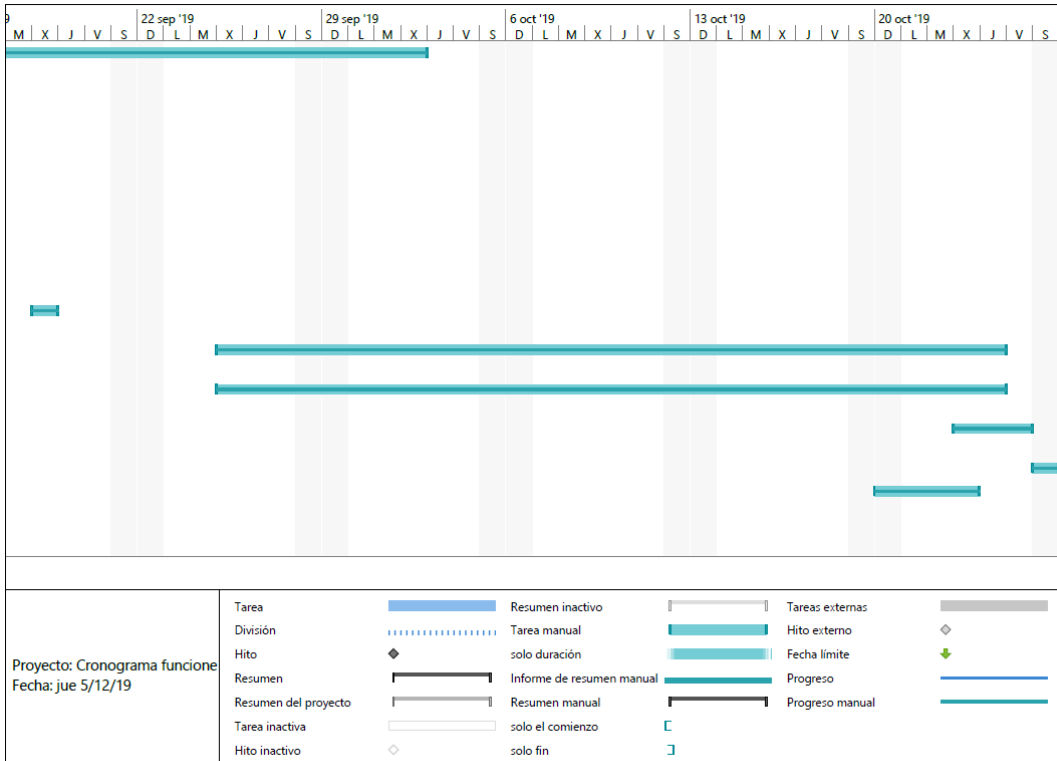 9 22 sep '19 29 sep '19 6 oct '19 13 oct '19 20 oct '19
M X J V S D L M X J V S D L M X J V S D L M X J V S D L M X J V S D L M X J V S
Proyecto: Cronograma funcione
Fecha: jue 5/12/19
Tarea
División
Hito
Resumen
Resumen del proyecto
Tarea inactiva
Hito inactivo
Resumen inactivo
Tarea manual
solo duración
Informe de resumen manual
Resumen manual
solo el comienzo
solo fin
Tareas externas
Hito externo
Fecha límite
Progreso
Progreso manual